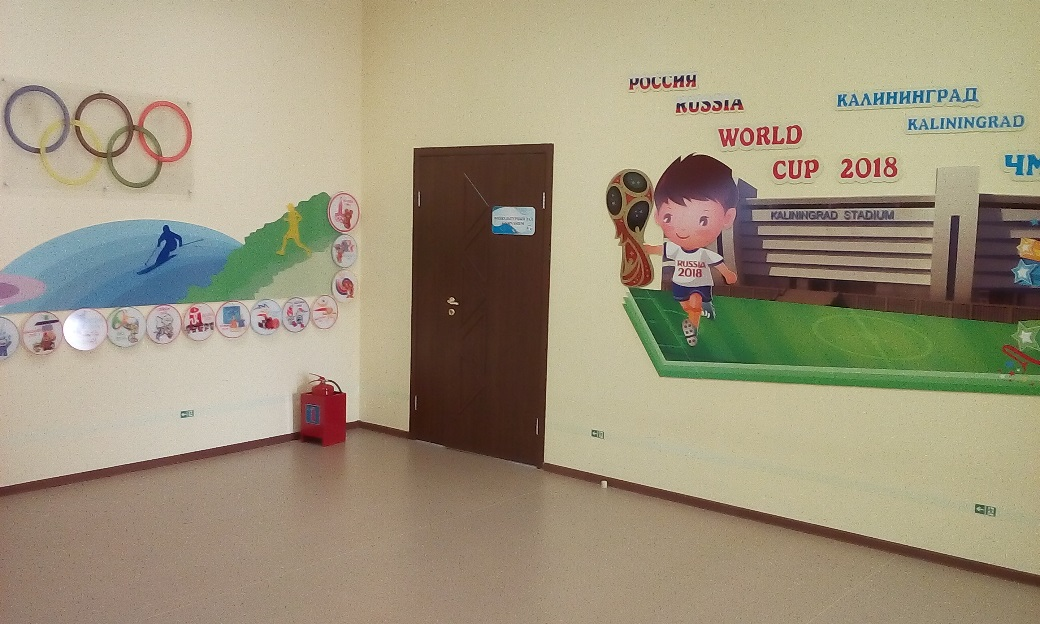 РОССИЯ
RUSSIA
WORLD
CUP 2018
КАЛИНИНГРАД
KALININGRAD
ЧМ
KALININGRAD STADIUM
RUSSIA
2018